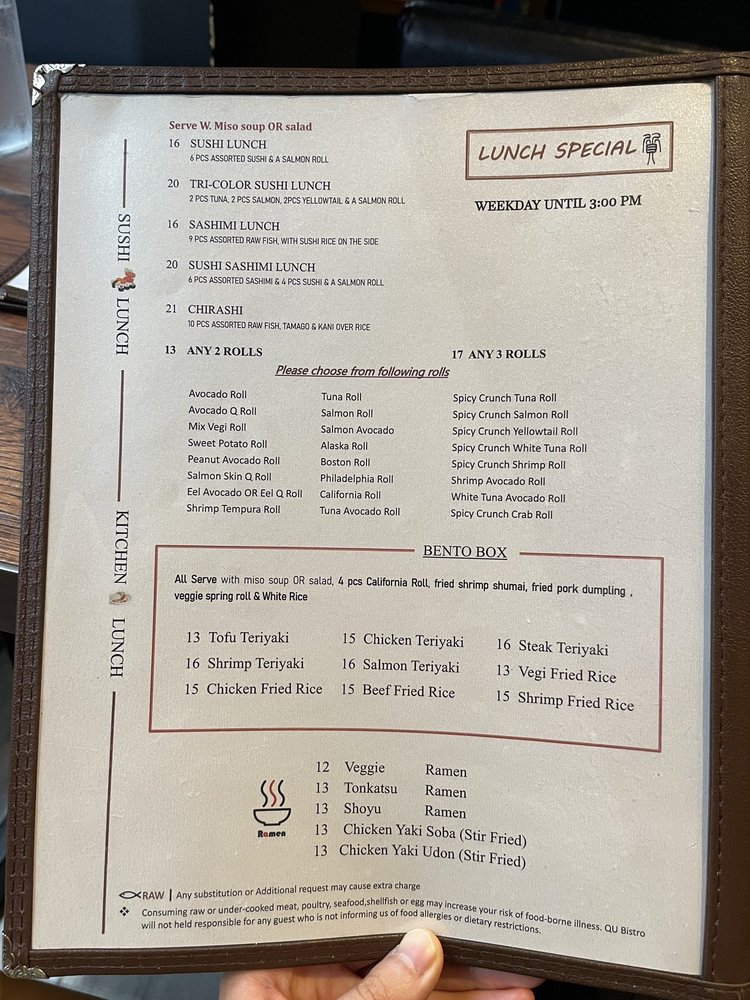 Serve W. Miso soup OR salad
LUNCH SPECIAL
WEEKDAY UNTIL 3:00 PM
SUSHI LUNCH
16 SUSHI LUNCH
6 PCS ASSORTED SUSHI & A SALMON ROLL
20 TRI-COLOR SUSHI LUNCH
2 PCS TUNA, 2 PCS SALMON, 2PCS YELLOWTAIL & A SALMON ROLL
16 SASHIMI LUNCH
9 PCS ASSORTED RAW FISH, WITH SUSHI RICE ON THE SIDE
20 SUSHI SASHIMI LUNCH
6 PCS ASSORTED SASHIMI & 4 PCS SUSHI & A SALMON ROLL
21 CHIRASHI
10 PCS ASSORTED RAW FISH, TAMAGO & KANI OVER RICE
13 ANY 2 ROLLS
17 ANY 3 ROLLS
Please choose from following rolls
Avocado Roll
Avocado Q Roll
Mix Vegi Roll
Sweet Potato Roll
Peanut Avocado Roll
Salmon Skin Q Roll
Eel Avocado OR Eel Q Roll
Shrimp Tempura Roll
Tuna Roll
Salmon Roll
Salmon Avocado
Alaska Roll
Boston Roll
Philadelphia Roll
California Roll
Tuna Avocado Roll
Spicy Crunch Tuna Roll
Spicy Crunch Salmon Roll
Spicy Crunch Yellowtail Roll
Spicy Crunch White Tuna Roll
Spicy Crunch Shrimp Roll
Shrimp Avocado Roll
White Tuna Avocado Roll
Spicy Crunch Crab Roll
KITCHEN LUNCH
BENTO BOX
All Serve with miso soup OR salad, 4 pcs California Roll, fried shrimp shumai, fried pork dumpling ,
veggie spring roll & White Rice
13 Tofu Teriyaki
15 Chicken Teriyaki
16 Steak Teriyaki
16 Shrimp Teriyaki
16 Salmon Teriyaki
13 Vegi Fried Rice
15 Chicken Fried Rice
15 Beef Fried Rice
15 Shrimp Fried Rice
Ramen
12 Veggie Ramen
13 Tonkatsu Ramen
13 Shoyu Ramen
13 Chicken Yaki Soba (Stir Fried)
13 Chicken Yaki Udon (Stir Fried)
RAW | Any substitution or Additional request may cause extra charge
❖ Consuming raw or under-cooked meat, poultry, seafood,shellfish or egg may increase your risk of food-borne illness. QU Bistro
will not held responsible for any guest who is not informing us of food allergies or dietary restrictions.